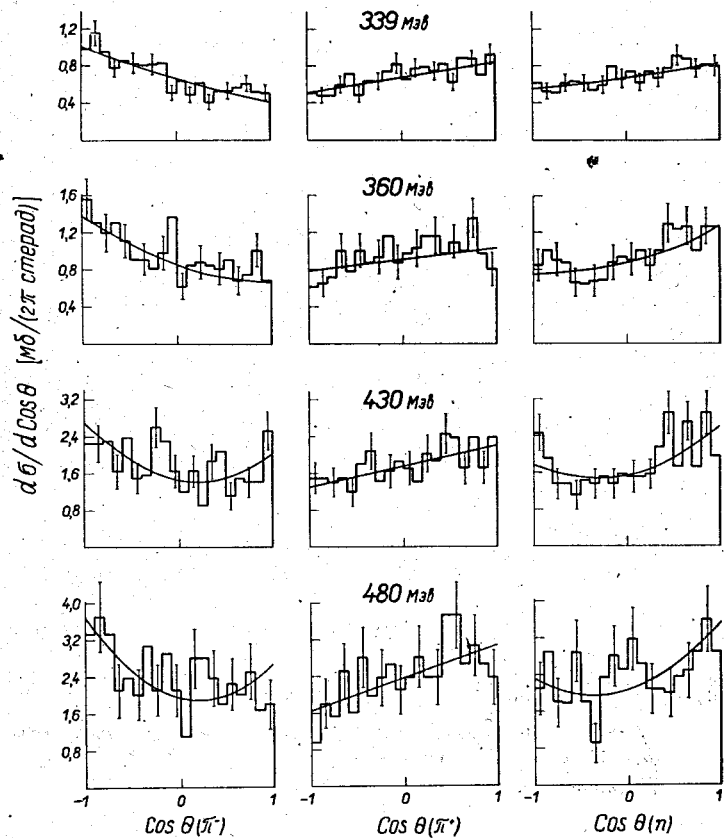 339 Мэв
1,2
0,8
0,4
0
360 Мэв
1,6
1,2
0,8
0,4
dσ/d Cosθ [мб/(2π стерад)]
430 Мэв
3,2
2,4
1,6
0,8
480 Мэв
4,0
3,2
2,4
1,6
0,8
-1 0 1 -1 0 1 -1 0 1
Cos θ (π⁻) Cos θ (π⁺) Cos θ (n)